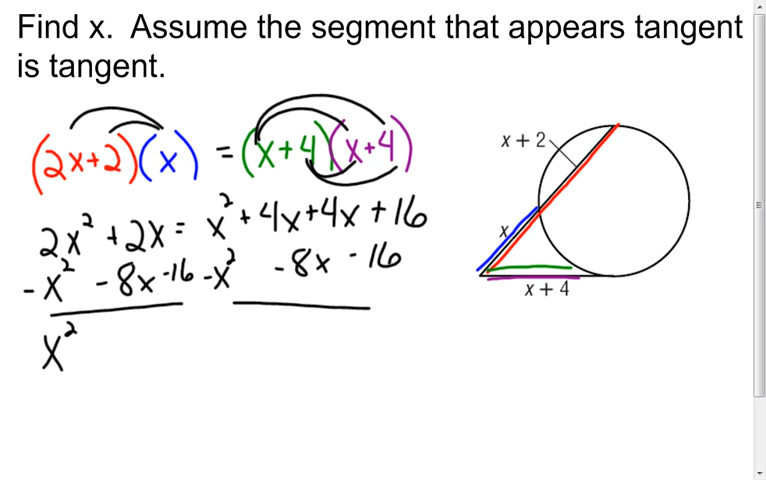 Find x.  Assume the segment that appears tangent
is tangent.
(2x+2)(x) = (x+4)(x+4)
2x² +2x = x² +4x+4x +16
-x² -8x -16 -x² -8x -16
x²
x + 2
x
x + 4